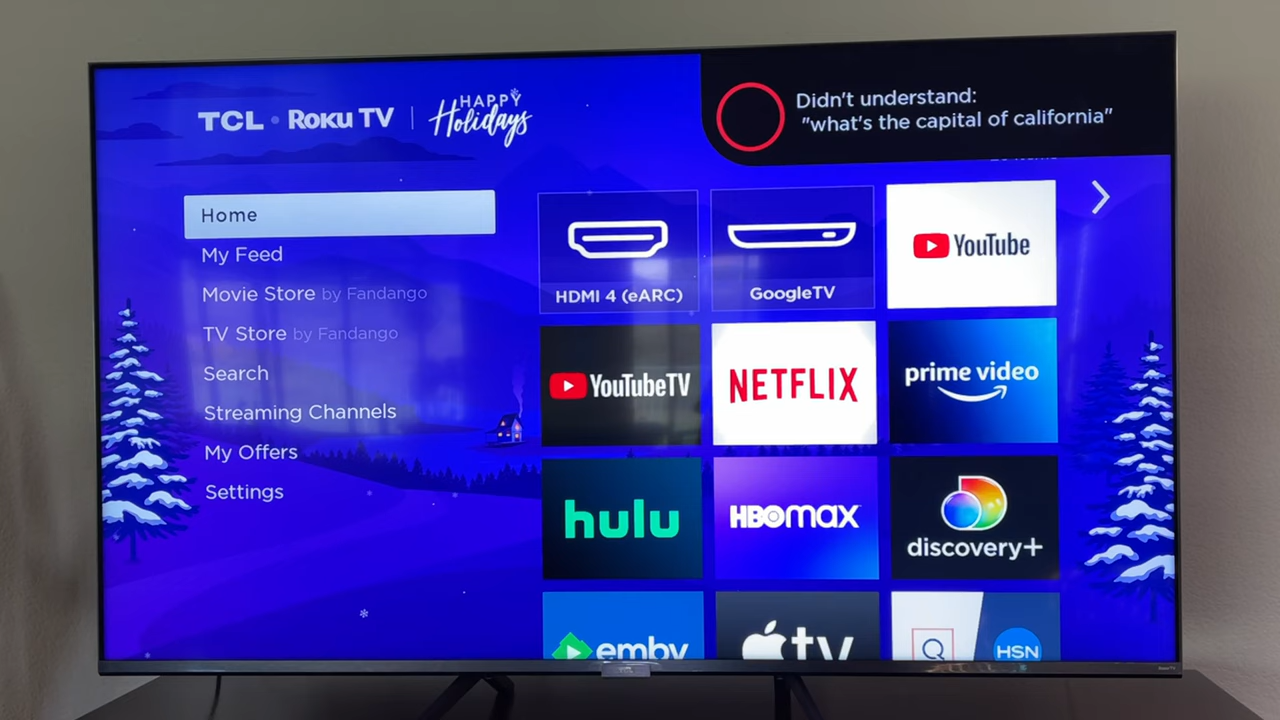 TCL • Roku TV
HAPPY
Holidays
Didn't understand:
"what's the capital of california"
Home
My Feed
Movie Store by Fandango
TV Store by Fandango
Search
Streaming Channels
My Offers
Settings
HDMI 4 (eARC)
GoogleTV
YouTube
YouTubeTV
NETFLIX
prime video
hulu
HBOmax
discovery+
emby
tv
Q
HSN